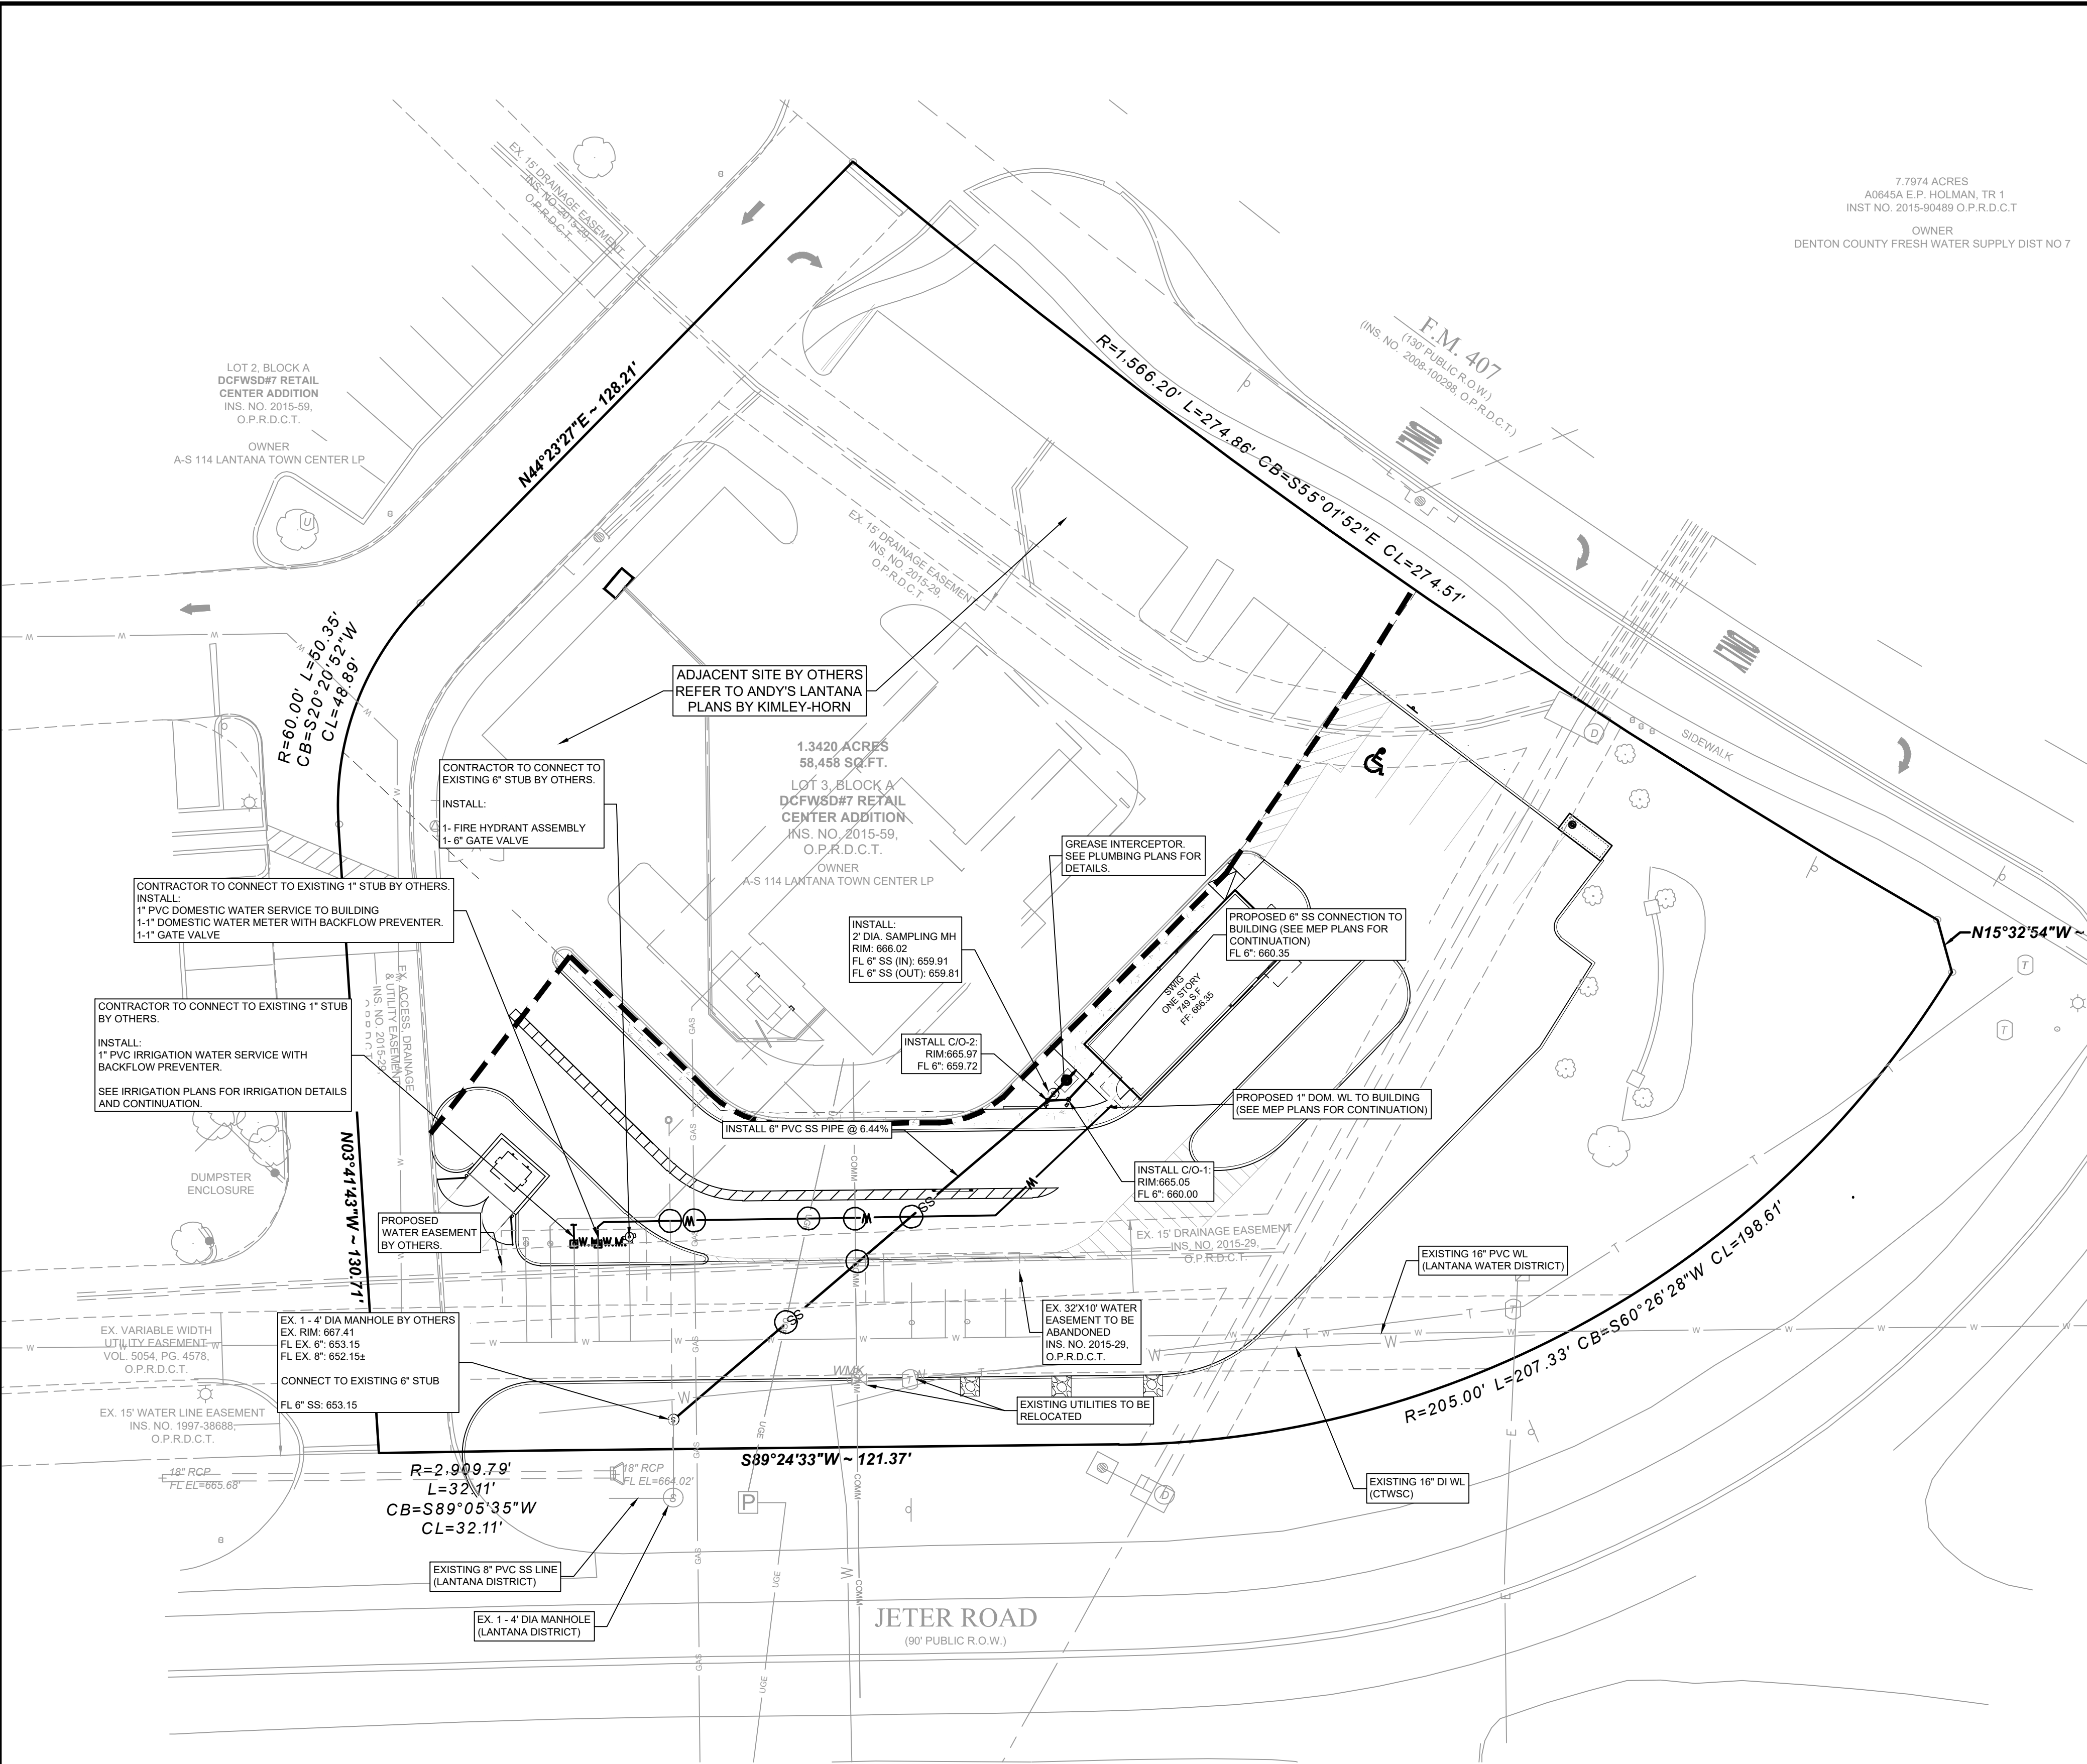 7.7974 ACRES
A0645A E.P. HOLMAN, TR 1
INST NO. 2015-90489 O.P.R.D.C.T
OWNER
DENTON COUNTY FRESH WATER SUPPLY DIST NO 7
EX. 15' DRAINAGE EASEMENT
INS. NO. 2015-29,
O.P.R.D.C.T.
F.M. 407
(130' PUBLIC R.O.W.)
(INS. NO. 2008-100298, O.P.R.D.C.T.)
ONLY
R=1,566.20' L=274.86' CB=S55°01'52"E CL=274.51'
LOT 2, BLOCK A
DCFWSD#7 RETAIL
CENTER ADDITION
INS. NO. 2015-59,
O.P.R.D.C.T.
OWNER
A-S 114 LANTANA TOWN CENTER LP
N44°23'27"E ~ 128.21'
EX. 15' DRAINAGE EASEMENT
INS. NO. 2015-29,
O.P.R.D.C.T.
R=60.00' L=50.35'
CB=S20°20'52"W
CL=48.89'
ONLY
SIDEWALK
ADJACENT SITE BY OTHERS
REFER TO ANDY'S LANTANA
PLANS BY KIMLEY-HORN
1.3420 ACRES
58,458 SQ.FT.
LOT 3, BLOCK A
DCFWSD#7 RETAIL
CENTER ADDITION
INS. NO. 2015-59,
O.P.R.D.C.T.
OWNER
A-S 114 LANTANA TOWN CENTER LP
CONTRACTOR TO CONNECT TO
EXISTING 6" STUB BY OTHERS.
INSTALL:
1- FIRE HYDRANT ASSEMBLY
1- 6" GATE VALVE
GREASE INTERCEPTOR.
SEE PLUMBING PLANS FOR
DETAILS.
CONTRACTOR TO CONNECT TO EXISTING 1" STUB BY OTHERS.
INSTALL:
1" PVC DOMESTIC WATER SERVICE TO BUILDING
1-1" DOMESTIC WATER METER WITH BACKFLOW PREVENTER.
1-1" GATE VALVE
INSTALL:
2' DIA. SAMPLING MH
RIM: 666.02
FL 6" SS (IN): 659.91
FL 6" SS (OUT): 659.81
PROPOSED 6" SS CONNECTION TO
BUILDING (SEE MEP PLANS FOR
CONTINUATION)
FL 6": 660.35
N15°32'54"W ~
SWIG
ONE STORY
749 S.F
FF: 666.35
EX. ACCESS, DRAINAGE
& UTILITY EASEMENT
INS. NO. 2015-29,
CONTRACTOR TO CONNECT TO EXISTING 1" STUB
BY OTHERS.
INSTALL:
1" PVC IRRIGATION WATER SERVICE WITH
BACKFLOW PREVENTER.
SEE IRRIGATION PLANS FOR IRRIGATION DETAILS
AND CONTINUATION.
INSTALL C/O-2:
RIM:665.97
FL 6": 659.72
PROPOSED 1" DOM. WL TO BUILDING
(SEE MEP PLANS FOR CONTINUATION)
INSTALL 6" PVC SS PIPE @ 6.44%
N03°41'43"W ~ 130.71'
DUMPSTER
ENCLOSURE
INSTALL C/O-1:
RIM:665.05
FL 6": 660.00
PROPOSED
WATER EASEMENT
BY OTHERS.
W.M.
W.M.
EX. 15' DRAINAGE EASEMENT
INS. NO. 2015-29,
O.P.R.D.C.T.
EXISTING 16" PVC WL
(LANTANA WATER DISTRICT)
EX. 32'X10' WATER
EASEMENT TO BE
ABANDONED
INS. NO. 2015-29,
O.P.R.D.C.T.
EX. 1 - 4' DIA MANHOLE BY OTHERS
EX. RIM: 667.41
FL EX. 6": 653.15
FL EX. 8": 652.15±
CONNECT TO EXISTING 6" STUB
FL 6" SS: 653.15
EX. VARIABLE WIDTH
UTILITY EASEMENT
VOL. 5054, PG. 4578,
O.P.R.D.C.T.
WMK
EX. 15' WATER LINE EASEMENT
INS. NO. 1997-38688,
O.P.R.D.C.T.
EXISTING UTILITIES TO BE
RELOCATED
R=205.00' L=207.33' CB=S60°26'28"W CL=198.61'
S89°24'33"W ~ 121.37'
18" RCP
FL EL=665.68'
18" RCP
FL EL=664.02'
R=2,909.79'
L=32.11'
CB=S89°05'35"W
CL=32.11'
P
EXISTING 16" DI WL
(CTWSC)
EXISTING 8" PVC SS LINE
(LANTANA DISTRICT)
EX. 1 - 4' DIA MANHOLE
(LANTANA DISTRICT)
JETER ROAD
(90' PUBLIC R.O.W.)